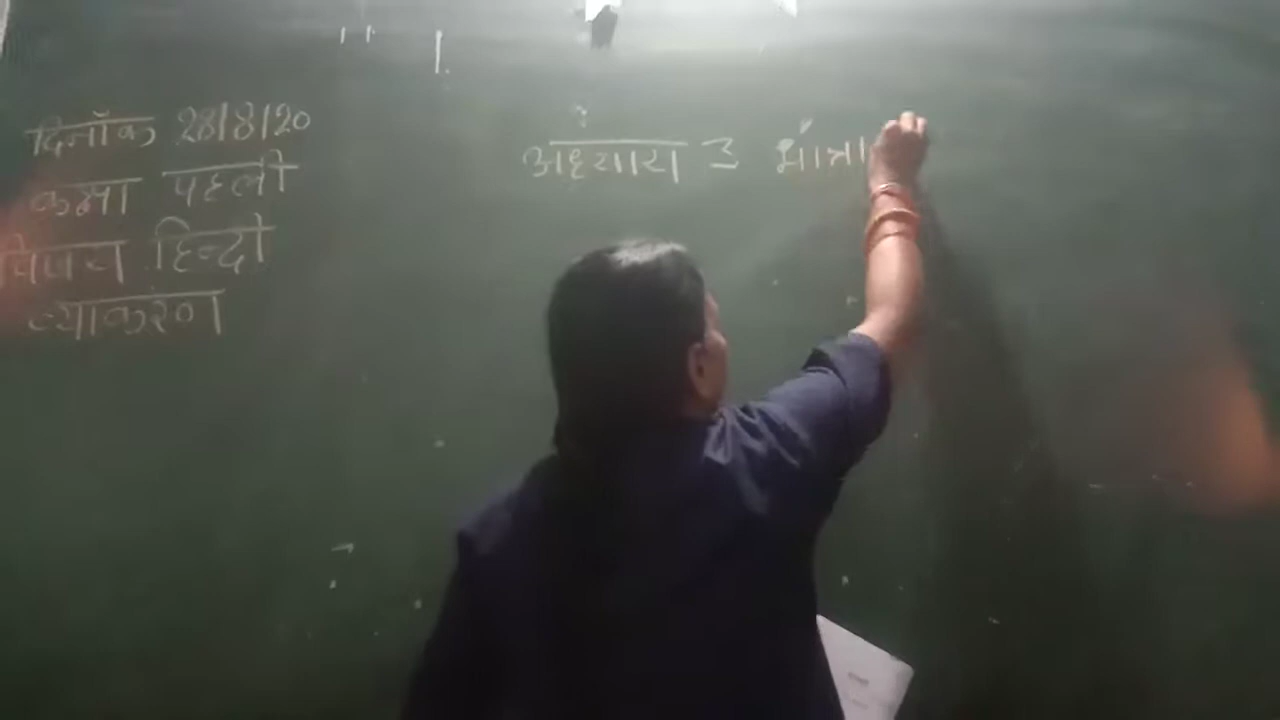 दिनाँक 28/8/20
कक्षा पहली
विषय हिन्दी
व्याकरण
अध्याय 3 मात्रा